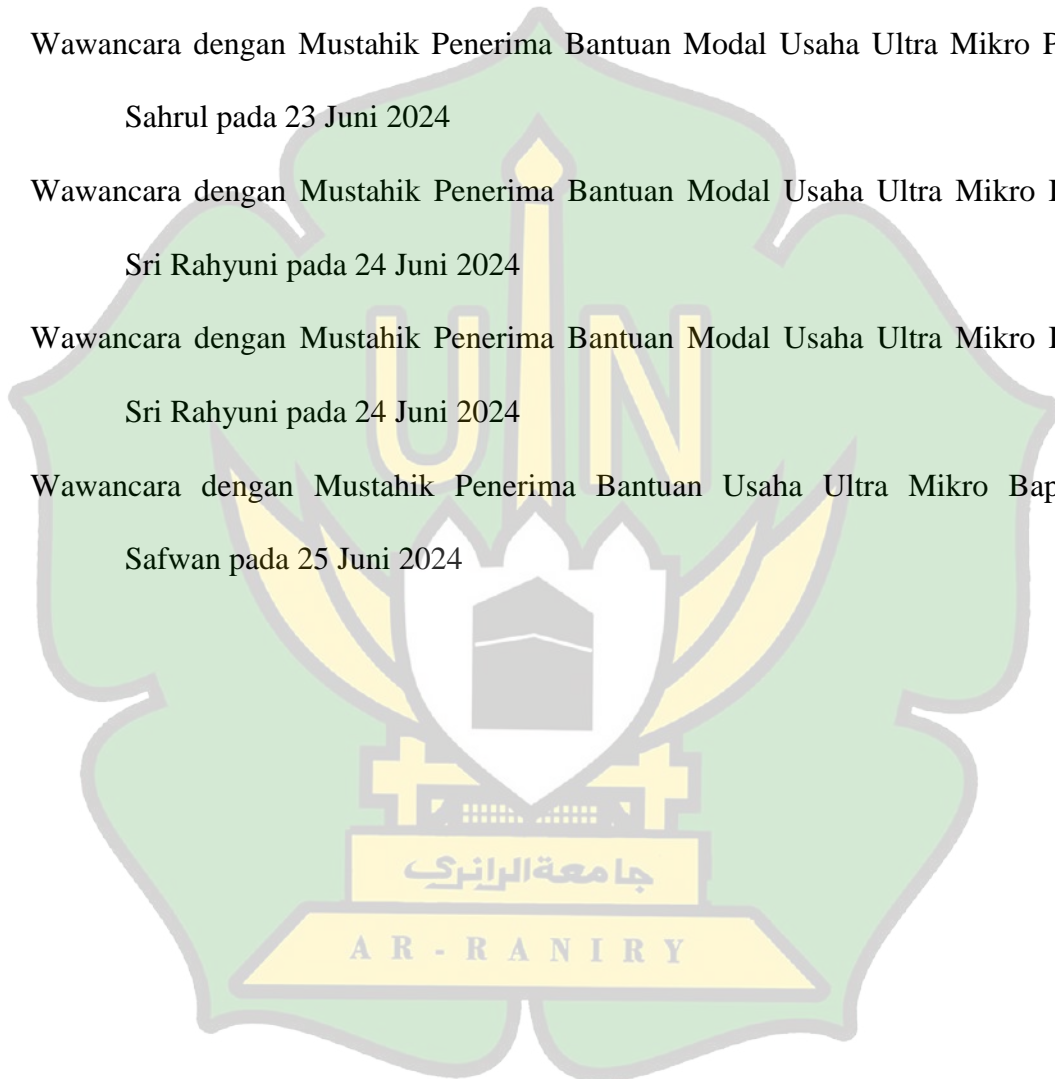 Wawancara dengan Mustahik Penerima Bantuan Modal Usaha Ultra Mikro
Sahrul pada 23 Juni 2024
Wawancara dengan Mustahik Penerima Bantuan Modal Usaha Ultra Mikro
Sri Rahyuni pada 24 Juni 2024
Wawancara dengan Mustahik Penerima Bantuan Modal Usaha Ultra Mikro
Sri Rahyuni pada 24 Juni 2024
Wawancara dengan Mustahik Penerima Bantuan Usaha Ultra Mikro Bap
Safwan pada 25 Juni 2024
UIN
جامعة الرانري
AR-RANIRY